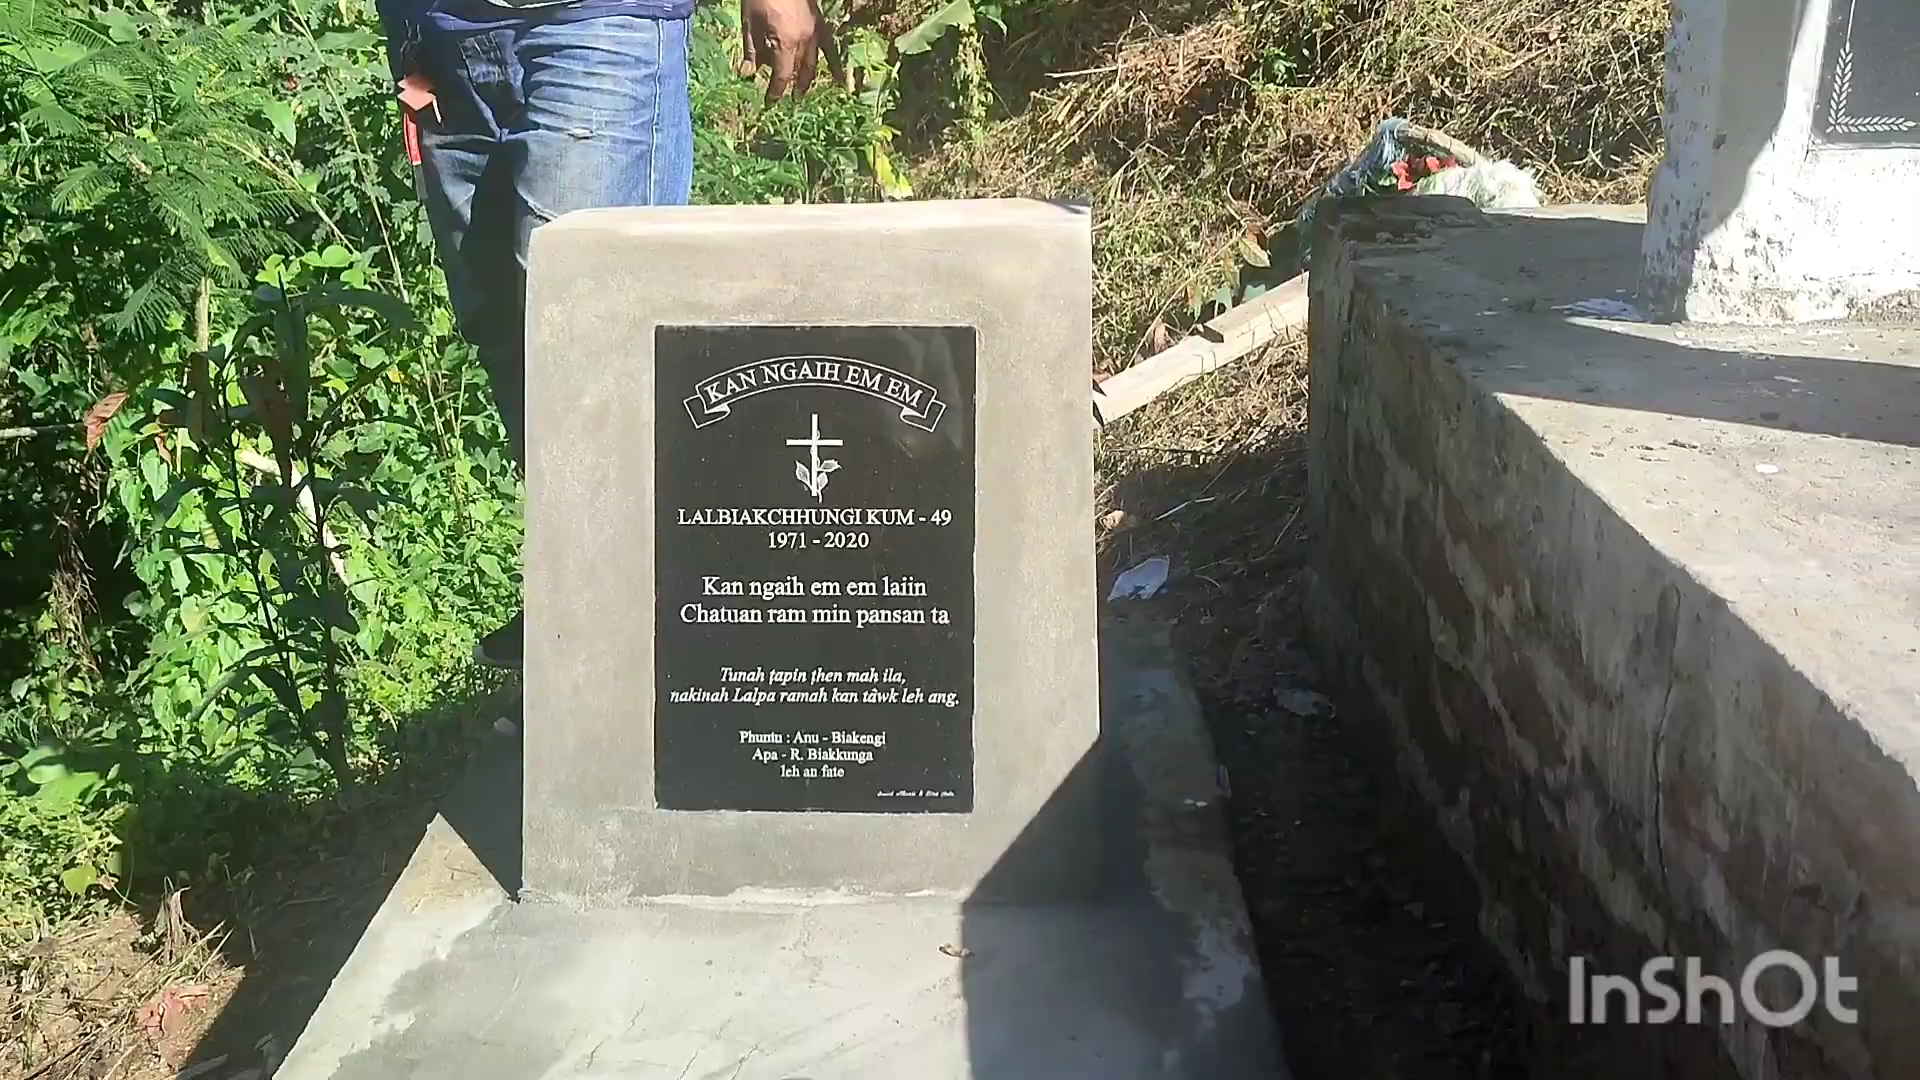 KAN NGAIH EM EM
LALBIAKCHHUNGI KUM - 49
1971 - 2020
Kan ngaih em em laiin
Chatuan ram min pansan ta
Tunah ṭapin ṭhen mah ila,
nakinah Lalpa ramah kan tâwk leh ang.
Phuntu : Anu - Biakengi
Apa - R. Biakkunga
leh an fate
InShOt